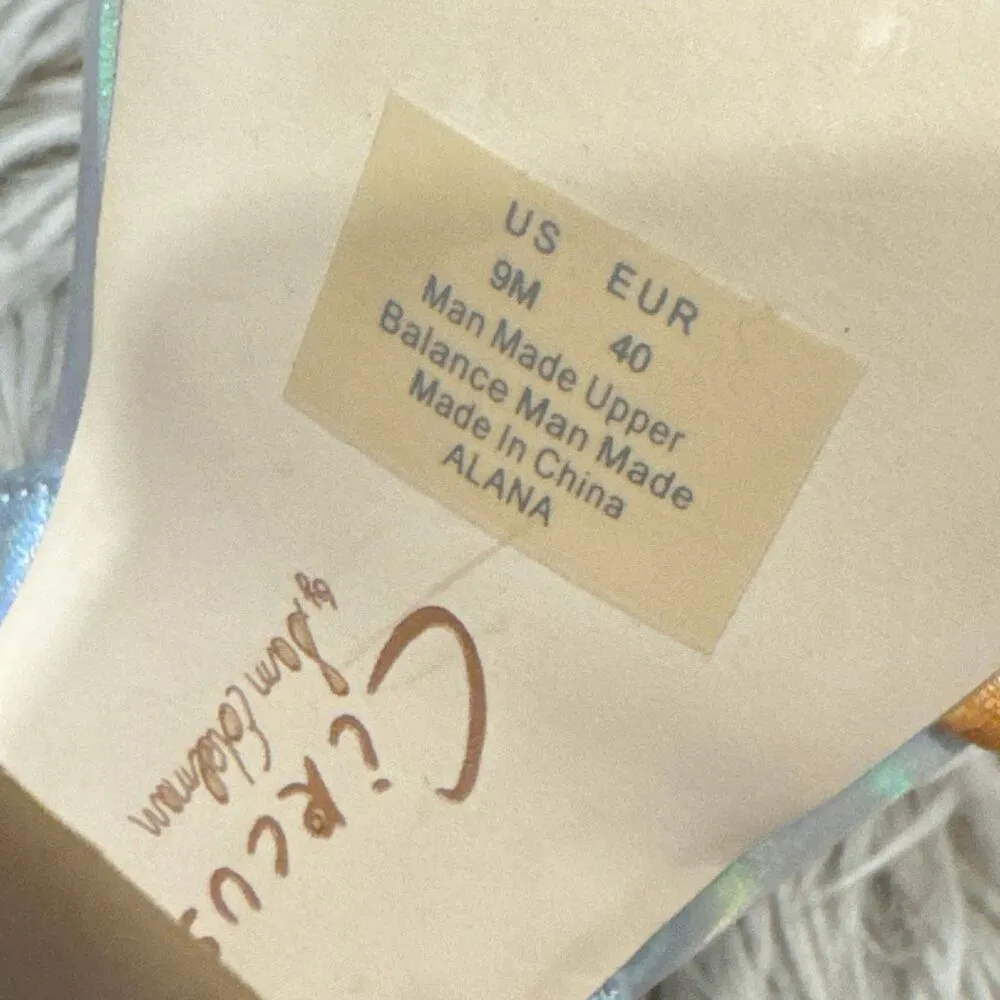 US EUR
9M 40
Man Made Upper
Balance Man Made
Made In China
ALANA
CiRCUS
by Sam Edelman